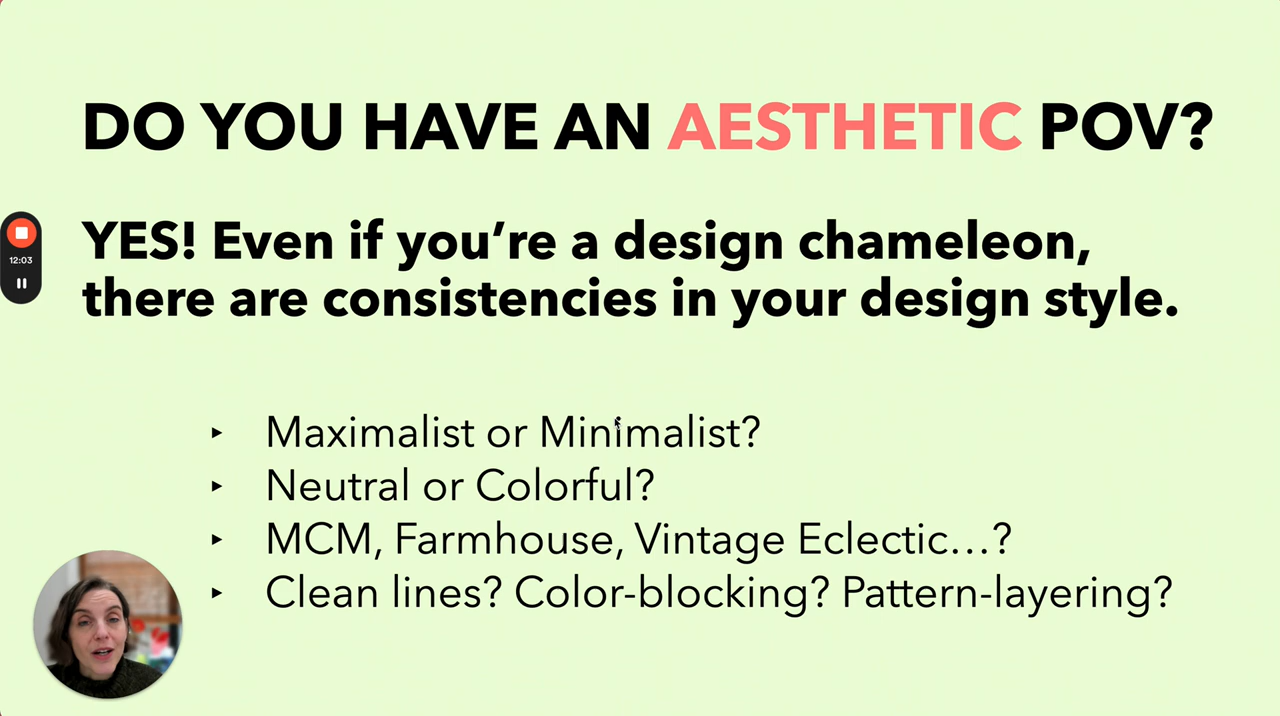 DO YOU HAVE AN AESTHETIC POV?
YES! Even if you’re a design chameleon,
there are consistencies in your design style.
12:03
‣ Maximalist or Minimalist?
‣ Neutral or Colorful?
‣ MCM, Farmhouse, Vintage Eclectic…?
‣ Clean lines? Color-blocking? Pattern-layering?